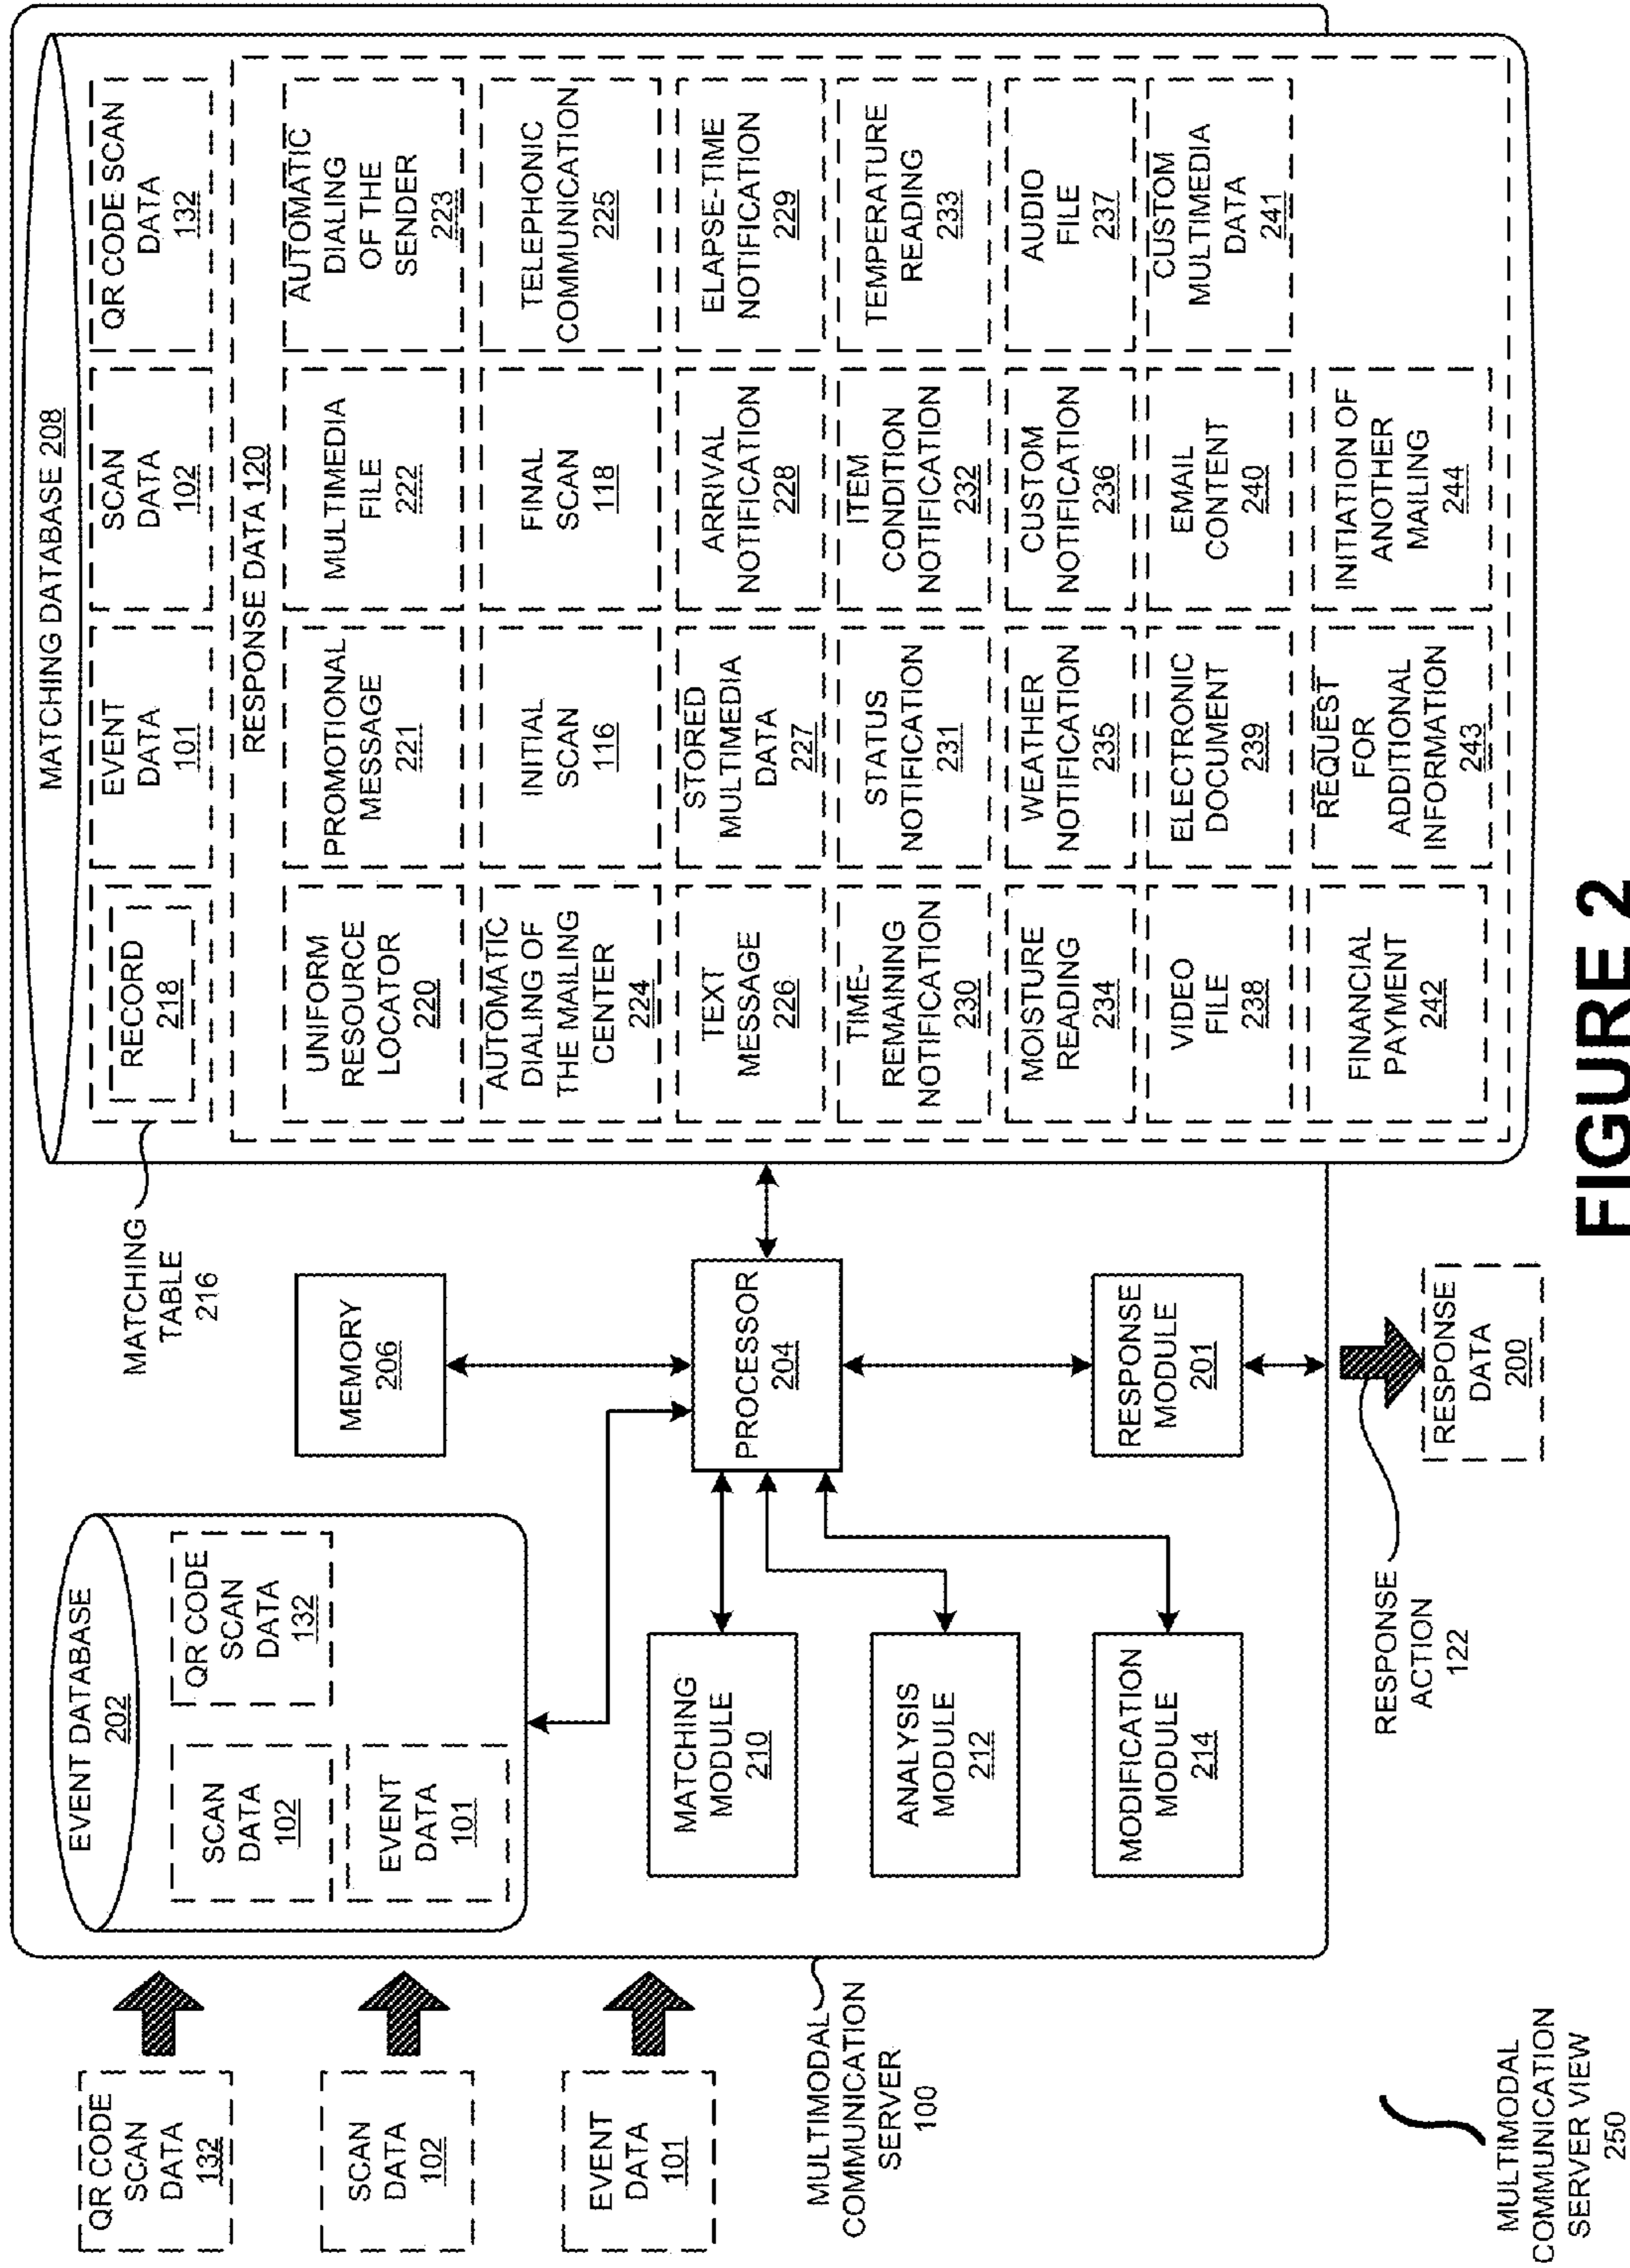 QR CODE
SCAN
DATA
132
SCAN
DATA
102
EVENT
DATA
101
MULTIMODAL
COMMUNICATION
SERVER
100
MULTIMODAL
COMMUNICATION
SERVER VIEW
250
EVENT DATABASE
202
SCAN
DATA
102
QR CODE
SCAN
DATA
132
EVENT
DATA
101
MATCHING
MODULE
210
ANALYSIS
MODULE
212
MODIFICATION
MODULE
214
MEMORY
206
PROCESSOR
204
RESPONSE
MODULE
201
RESPONSE
ACTION
122
RESPONSE
DATA
200
MATCHING
TABLE
216
MATCHING DATABASE 208
RECORD
218
EVENT
DATA
101
SCAN
DATA
102
QR CODE SCAN
DATA
132
RESPONSE DATA 120
UNIFORM
RESOURCE
LOCATOR
220
PROMOTIONAL
MESSAGE
221
MULTIMEDIA
FILE
222
AUTOMATIC
DIALING
OF THE
SENDER
223
AUTOMATIC
DIALING OF
THE MAILING
CENTER
224
INITIAL
SCAN
116
FINAL
SCAN
118
TELEPHONIC
COMMUNICATION
225
TEXT
MESSAGE
226
STORED
MULTIMEDIA
DATA
227
ARRIVAL
NOTIFICATION
228
ELAPSE-TIME
NOTIFICATION
229
TIME-
REMAINING
NOTIFICATION
230
STATUS
NOTIFICATION
231
ITEM
CONDITION
NOTIFICATION
232
TEMPERATURE
READING
233
MOISTURE
READING
234
WEATHER
NOTIFICATION
235
CUSTOM
NOTIFICATION
236
AUDIO
FILE
237
VIDEO
FILE
238
ELECTRONIC
DOCUMENT
239
EMAIL
CONTENT
240
CUSTOM
MULTIMEDIA
DATA
241
FINANCIAL
PAYMENT
242
REQUEST
FOR
ADDITIONAL
INFORMATION
243
INITIATION OF
ANOTHER
MAILING
244
FIGURE 2